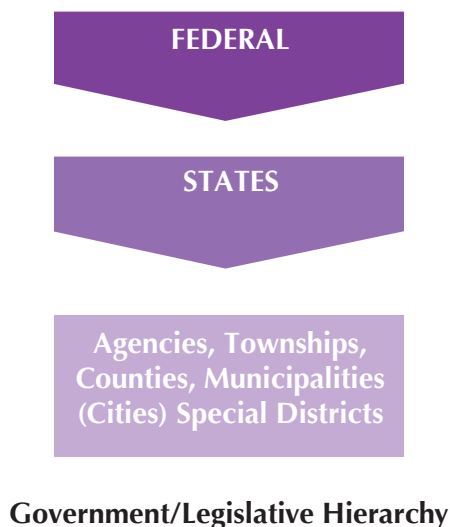 FEDERAL
STATES
Agencies, Townships,
Counties, Municipalities
(Cities) Special Districts
Government/Legislative Hierarchy